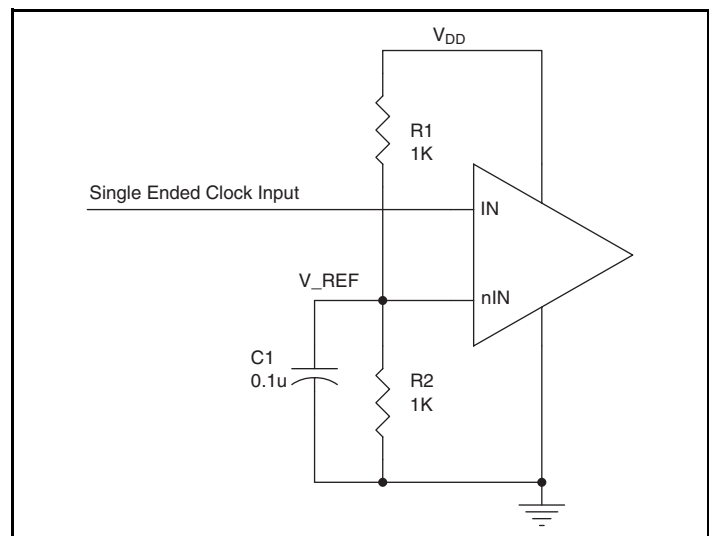 V_DD
R1
1K
Single Ended Clock Input
IN
V_REF
nIN
C1
0.1u
R2
1K